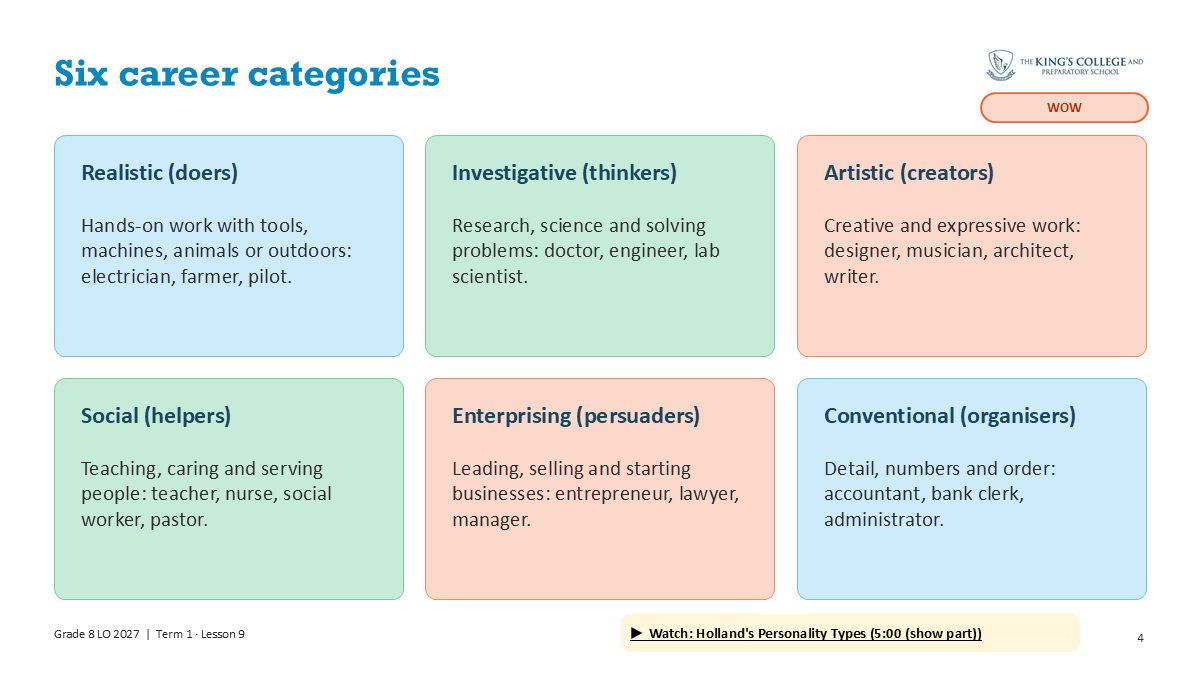 Six career categories
THE KING'S COLLEGE AND
PREPARATORY SCHOOL
WOW
Realistic (doers)
Hands-on work with tools,
machines, animals or outdoors:
electrician, farmer, pilot.
Investigative (thinkers)
Research, science and solving
problems: doctor, engineer, lab
scientist.
Artistic (creators)
Creative and expressive work:
designer, musician, architect,
writer.
Social (helpers)
Teaching, caring and serving
people: teacher, nurse, social
worker, pastor.
Enterprising (persuaders)
Leading, selling and starting
businesses: entrepreneur, lawyer,
manager.
Conventional (organisers)
Detail, numbers and order:
accountant, bank clerk,
administrator.
Grade 8 LO 2027 | Term 1 · Lesson 9
▶ Watch: Holland's Personality Types (5:00 (show part))
4